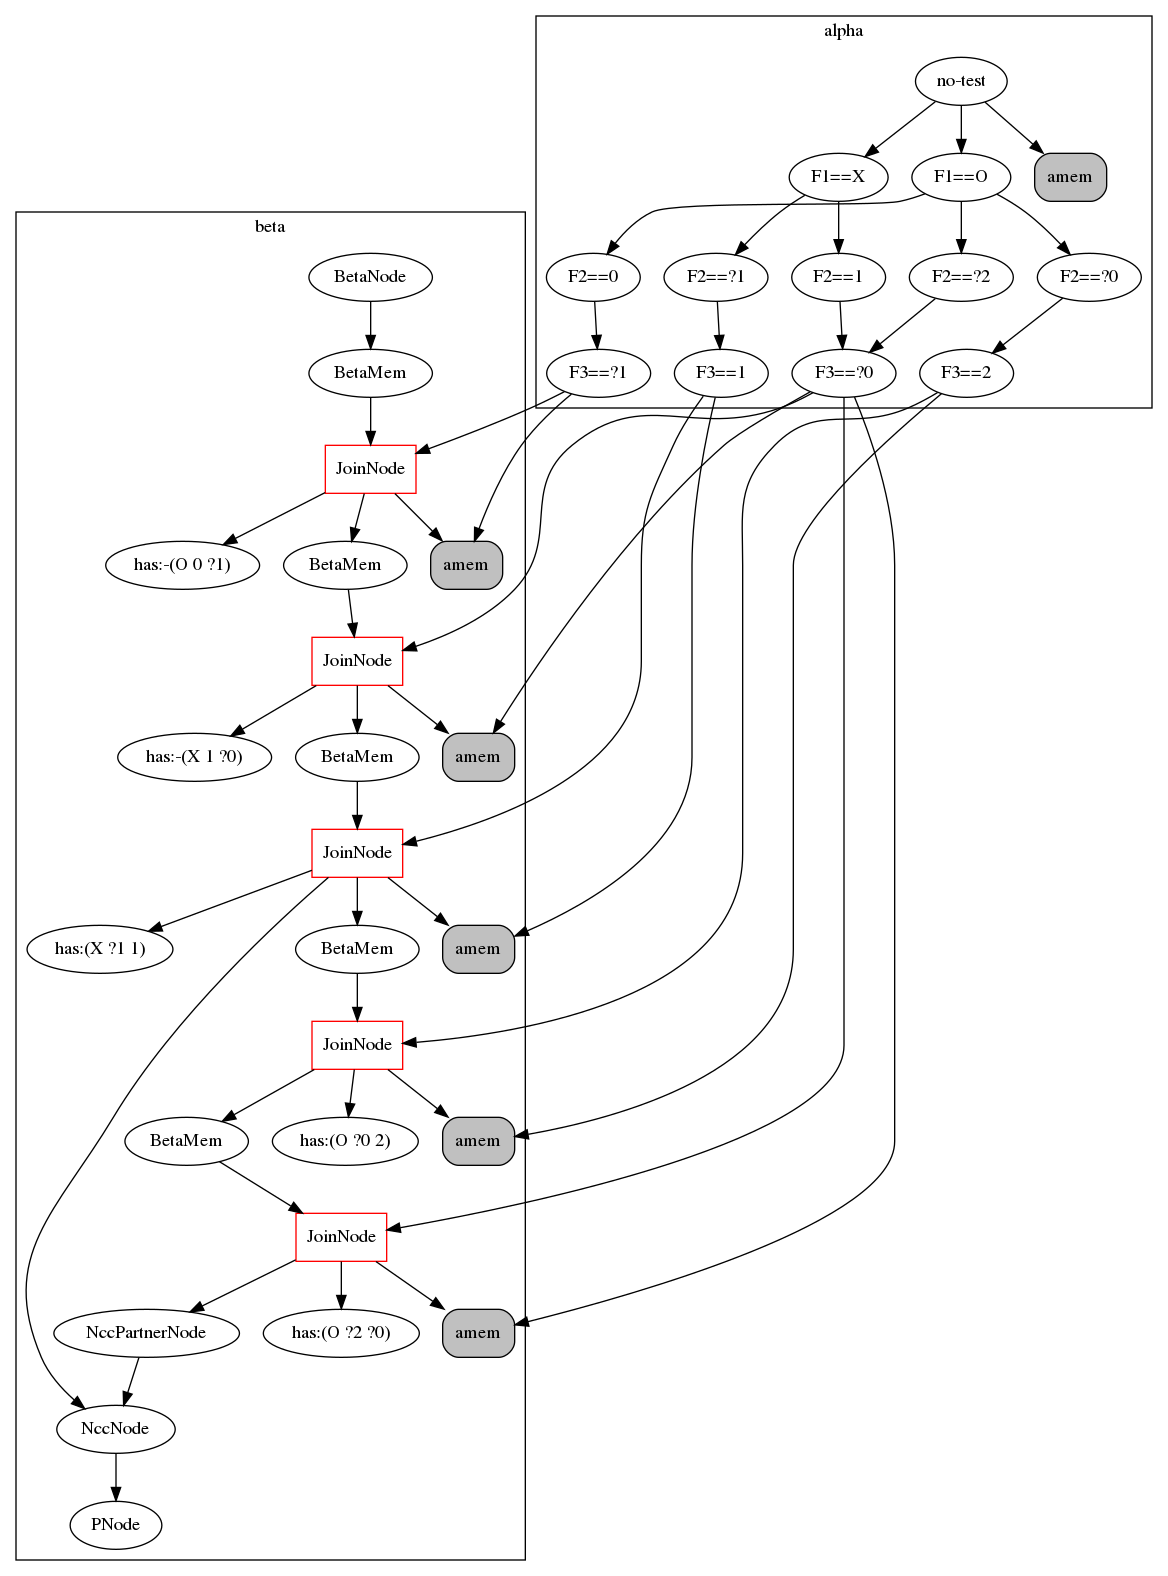 alpha
no-test
F1==X
F1==O
amem
beta
BetaNode
F2==0
F2==?1
F2==1
F2==?2
F2==?0
BetaMem
F3==?1
F3==1
F3==?0
F3==2
JoinNode
has:-(O 0 ?1)
BetaMem
amem
JoinNode
has:-(X 1 ?0)
BetaMem
amem
JoinNode
has:(X ?1 1)
BetaMem
amem
JoinNode
BetaMem
has:(O ?0 2)
amem
JoinNode
NccPartnerNode
has:(O ?2 ?0)
amem
NccNode
PNode